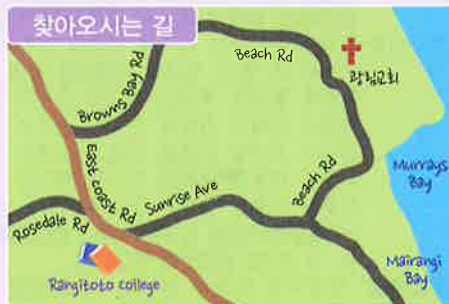 찾아오시는 길
Beach Rd
광림교회
Browns Bay Rd
East coast Rd
Sunrise Ave
Beach Rd
Murrays
Bay
Rosedale Rd
Rangitoto college
Mairangi
Bay